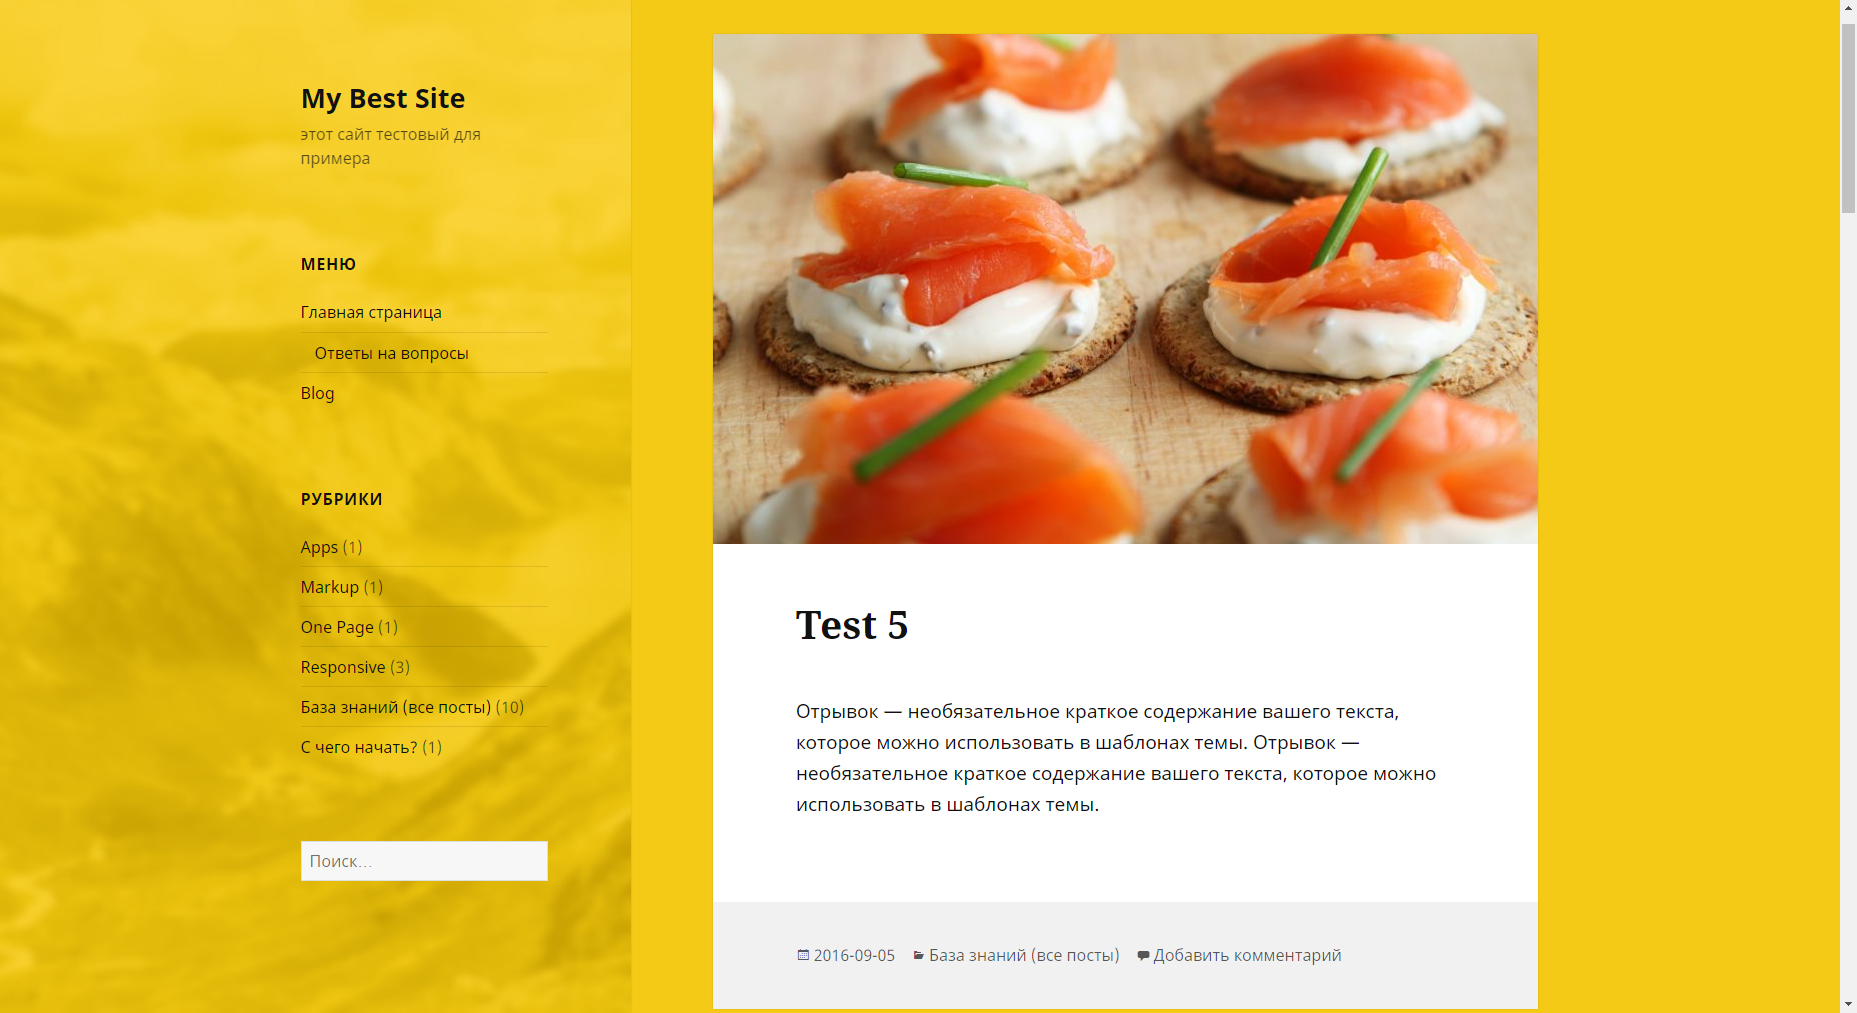 My Best Site
этот сайт тестовый для
примера
МЕНЮ
Главная страница
Ответы на вопросы
Blog
РУБРИКИ
Apps (1)
Markup (1)
One Page (1)
Responsive (3)
База знаний (все посты) (10)
С чего начать? (1)
Поиск...
Test 5
Отрывок — необязательное краткое содержание вашего текста,
которое можно использовать в шаблонах темы. Отрывок —
необязательное краткое содержание вашего текста, которое можно
использовать в шаблонах темы.
2016-09-05 База знаний (все посты) Добавить комментарий